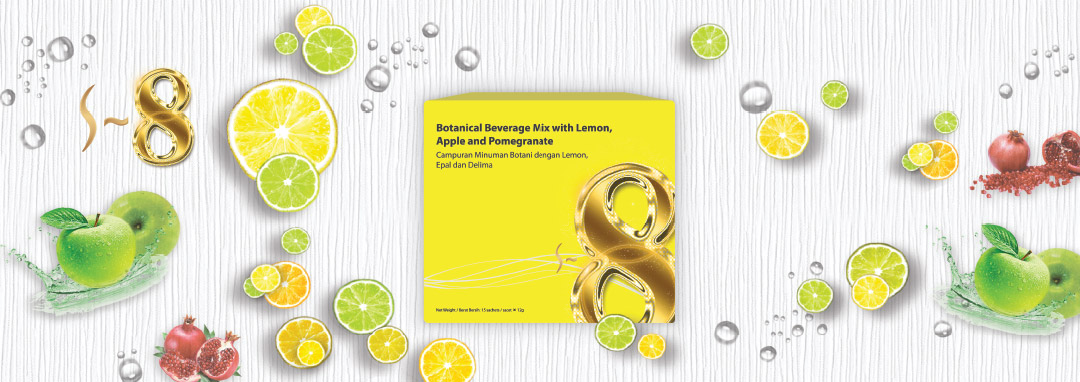 S~8
Botanical Beverage Mix with Lemon,
Apple and Pomegranate
Campuran Minuman Botani dengan Lemon,
Epal dan Delima
S~8
Net Weight / Berat Bersih: 15 sachets / sachet X 12g